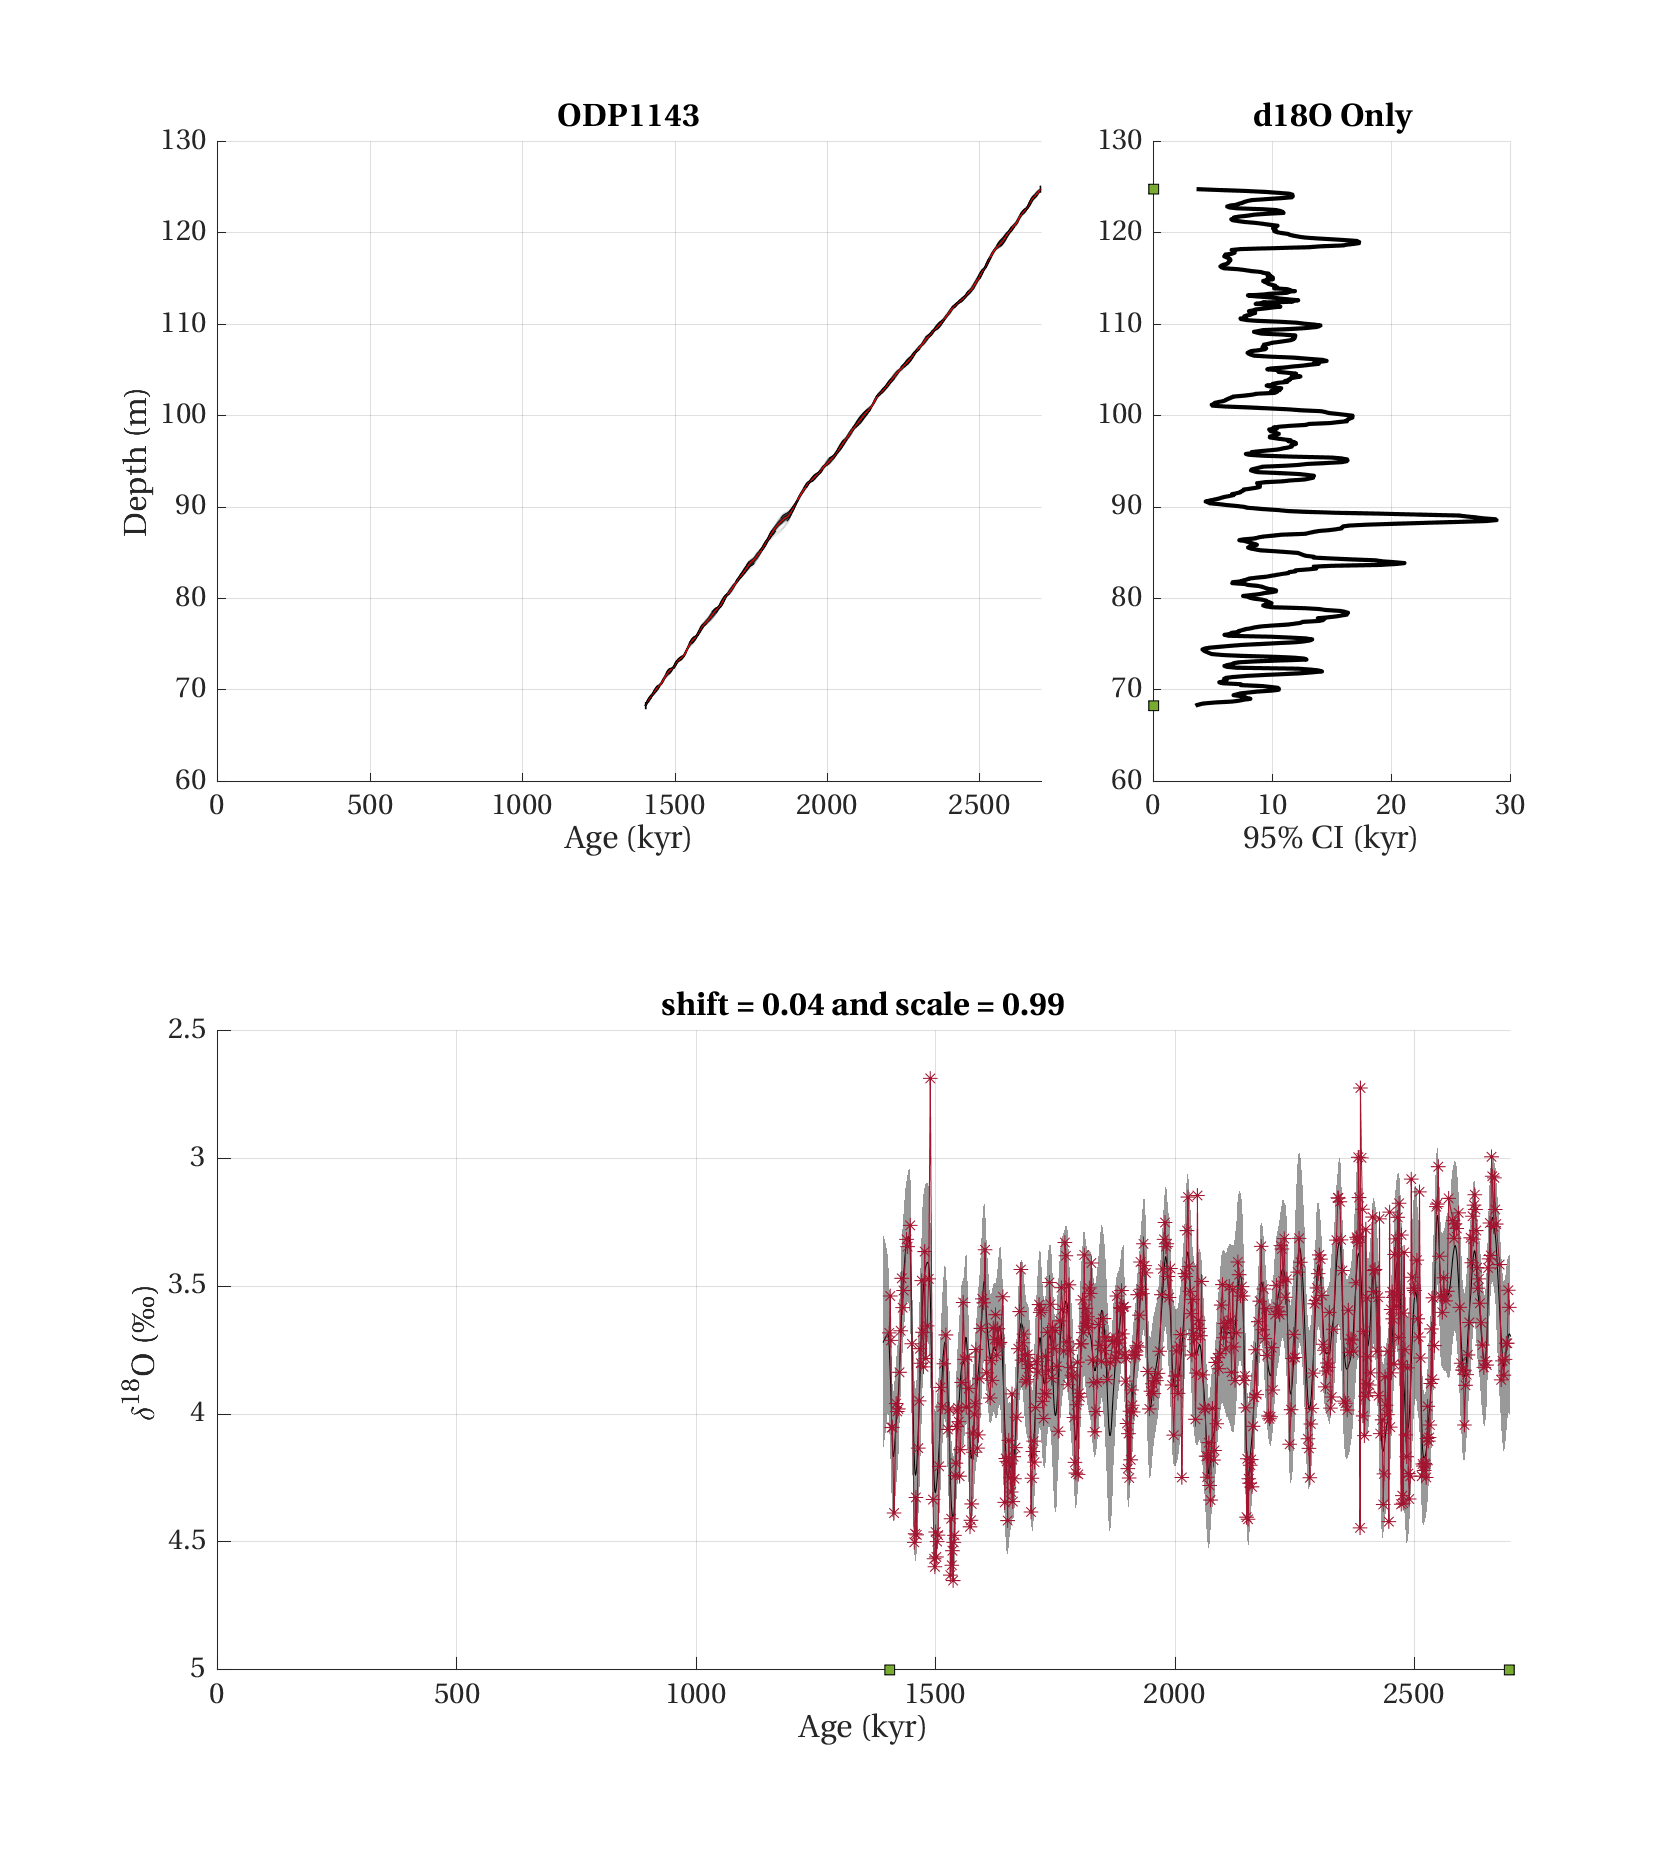 ODP1143
130
120
110
100
90
80
70
60
Depth (m)
0 500 1000 1500 2000 2500
Age (kyr)
d18O Only
130
120
110
100
90
80
70
60
0 10 20 30
95% CI (kyr)
shift = 0.04 and scale = 0.99
2.5
3
3.5
4
4.5
5
δ18O (‰)
0 500 1000 1500 2000 2500
Age (kyr)